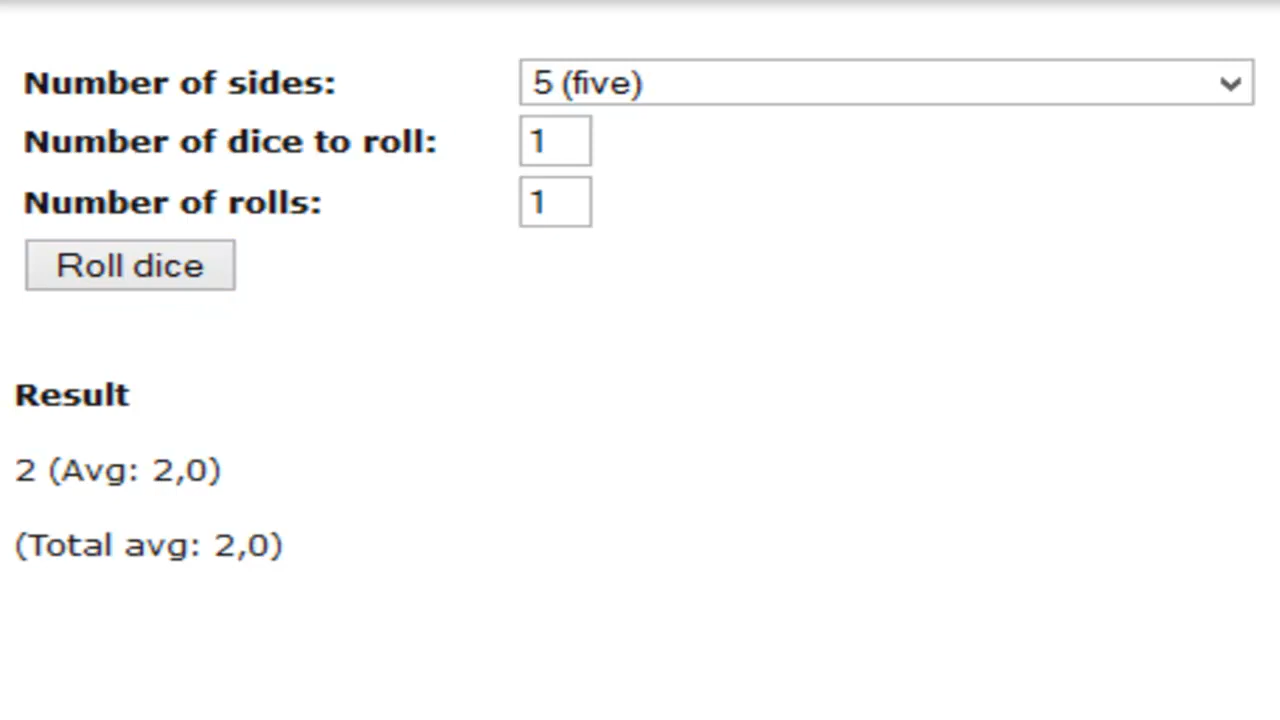 Number of sides: 5 (five)
Number of dice to roll: 1
Number of rolls: 1
Roll dice
Result
2 (Avg: 2,0)
(Total avg: 2,0)